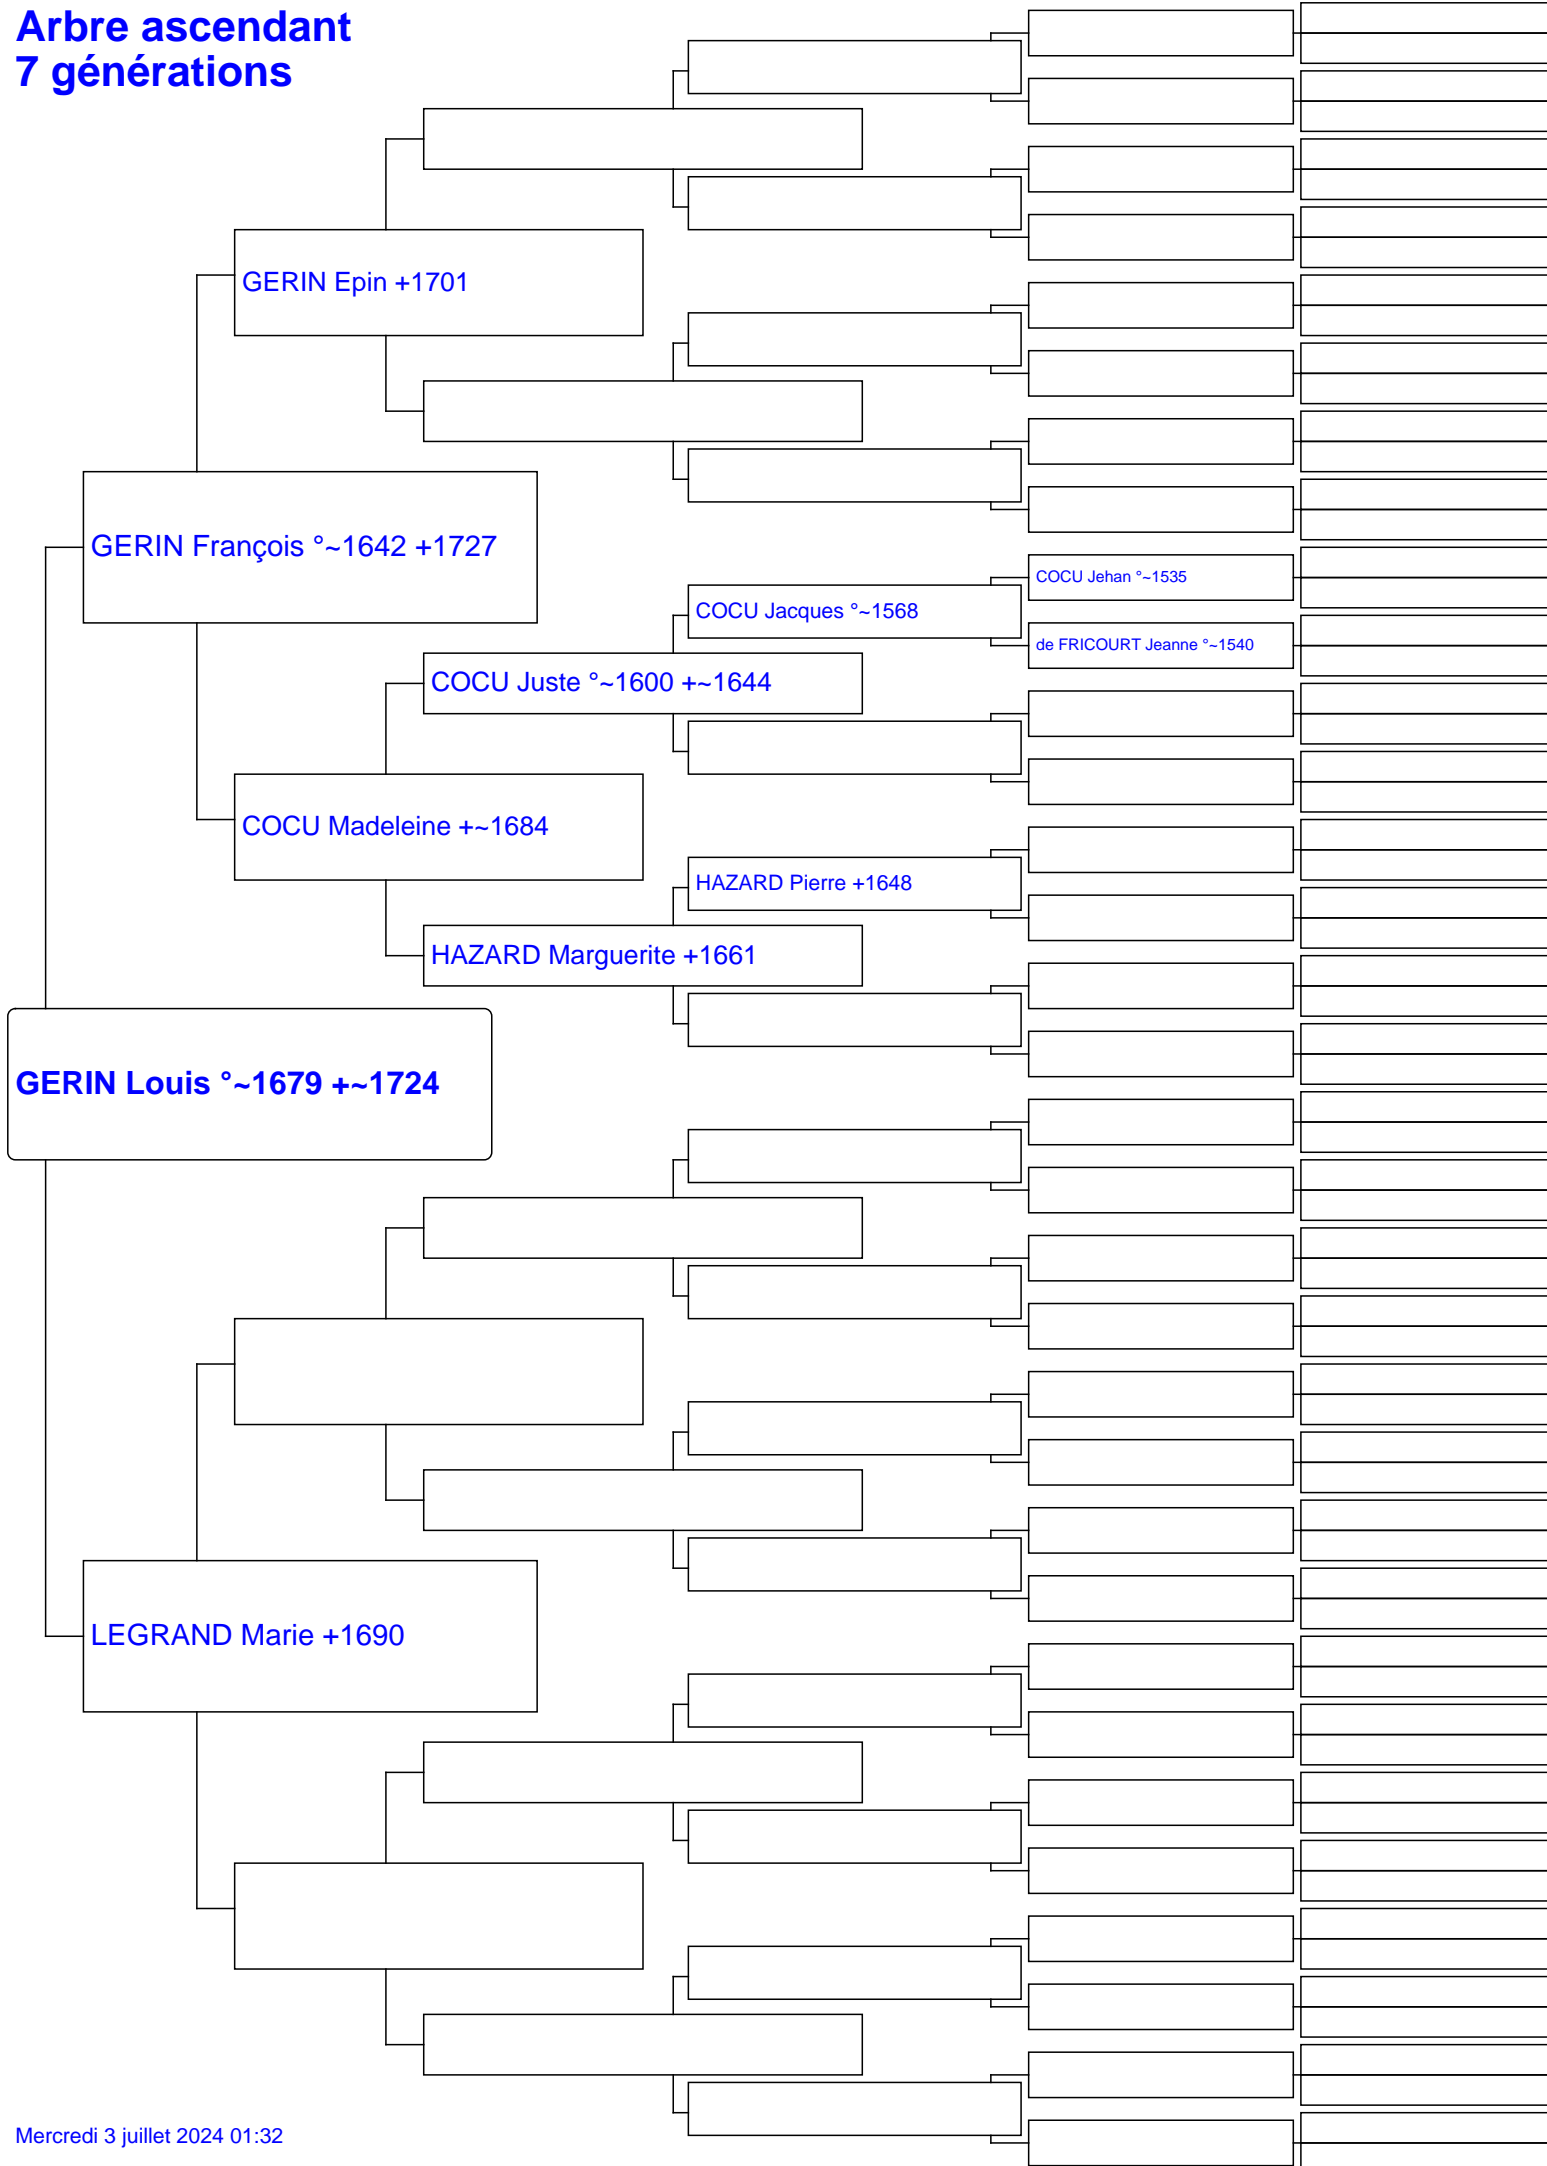 Arbre ascendant
7 générations
GERIN Epin +1701
GERIN François °~1642 +1727
COCU Jehan °~1535
COCU Jacques °~1568
de FRICOURT Jeanne °~1540
COCU Juste °~1600 +~1644
COCU Madeleine +~1684
HAZARD Pierre +1648
HAZARD Marguerite +1661
GERIN Louis °~1679 +~1724
LEGRAND Marie +1690
Mercredi 3 juillet 2024 01:32